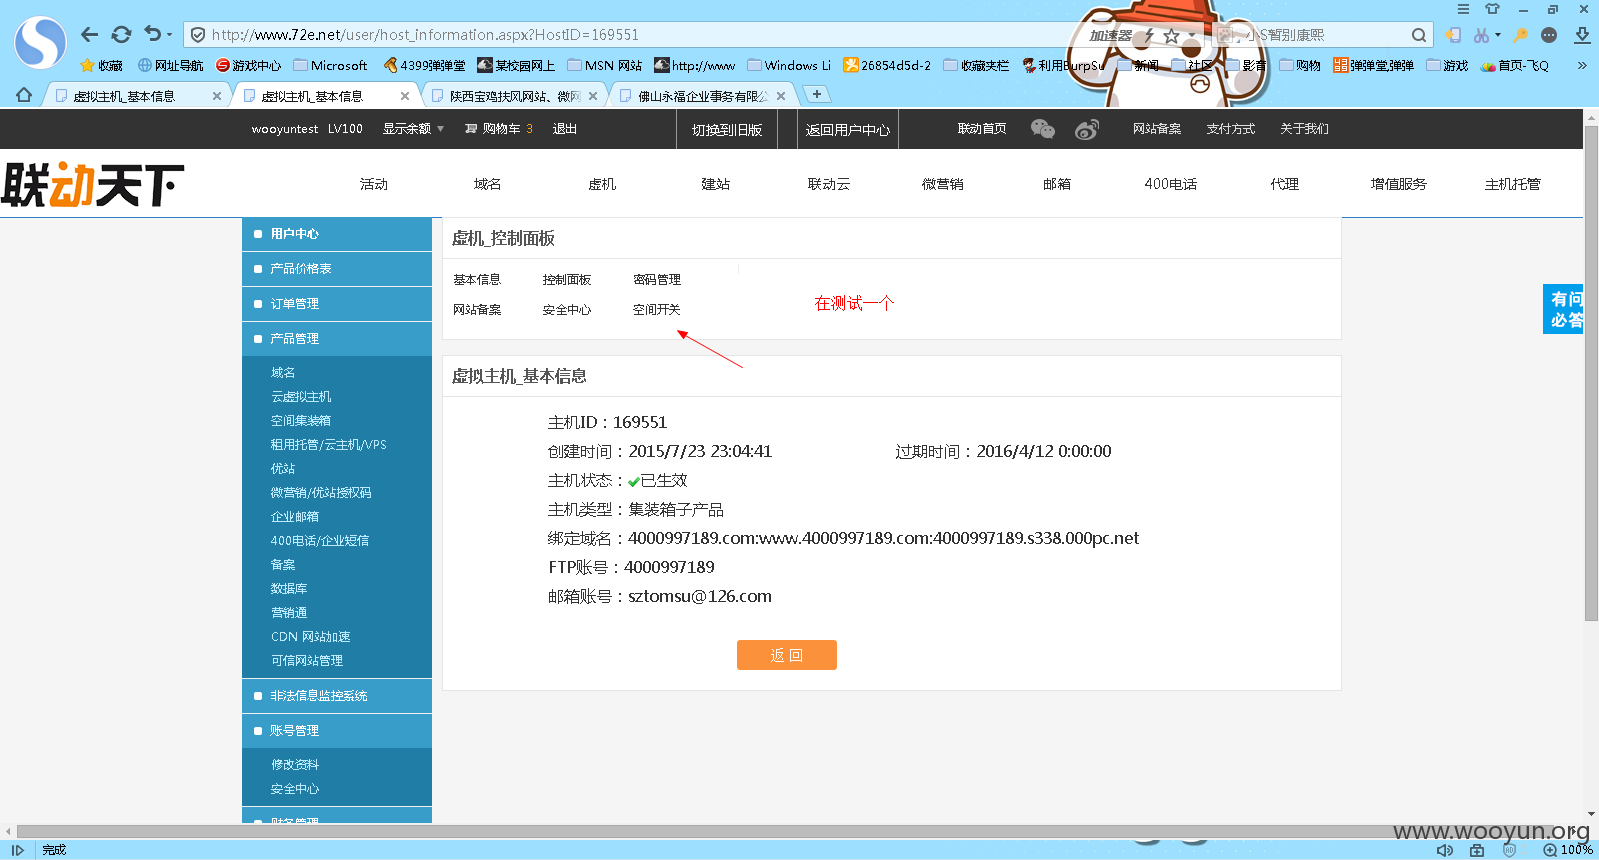 http://www.72e.net/user/host_information.aspx?HostID=169551
加速器
小S暂别康熙
收藏 网址导航 游戏中心 Microsoft 4399弹弹堂 某校园网上 MSN 网站 http://www Windows Li 26854d5d-2 收藏夹栏 利用BurpSu 新闻 社区 影音 购物 弹弹堂,弹弹 游戏 首页-飞Q »
虚拟主机_基本信息 虚拟主机_基本信息 陕西宝鸡扶风网站、微网 佛山永福企业事务有限公
wooyuntest LV100 显示余额 购物车 3 退出 切换到旧版 返回用户中心 联动首页 网站备案 支付方式 关于我们
联动天下
活动 域名 虚机 建站 联动云 微营销 邮箱 400电话 代理 增值服务 主机托管
用户中心
产品价格表
订单管理
产品管理
域名
云虚拟主机
空间集装箱
租用托管/云主机/VPS
优站
微营销/优站授权码
企业邮箱
400电话/企业短信
备案
数据库
营销通
CDN 网站加速
可信网站管理
非法信息监控系统
账号管理
修改资料
安全中心
财务管理
虚机_控制面板
基本信息 控制面板 密码管理
网站备案 安全中心 空间开关
在测试一个
有问
必答
虚拟主机_基本信息
主机ID：169551
创建时间：2015/7/23 23:04:41 过期时间：2016/4/12 0:00:00
主机状态：已生效
主机类型：集装箱子产品
绑定域名：4000997189.com:www.4000997189.com:4000997189.s338.000pc.net
FTP账号：4000997189
邮箱账号：sztomsu@126.com
返 回
www.wooyun.org
完成
100%